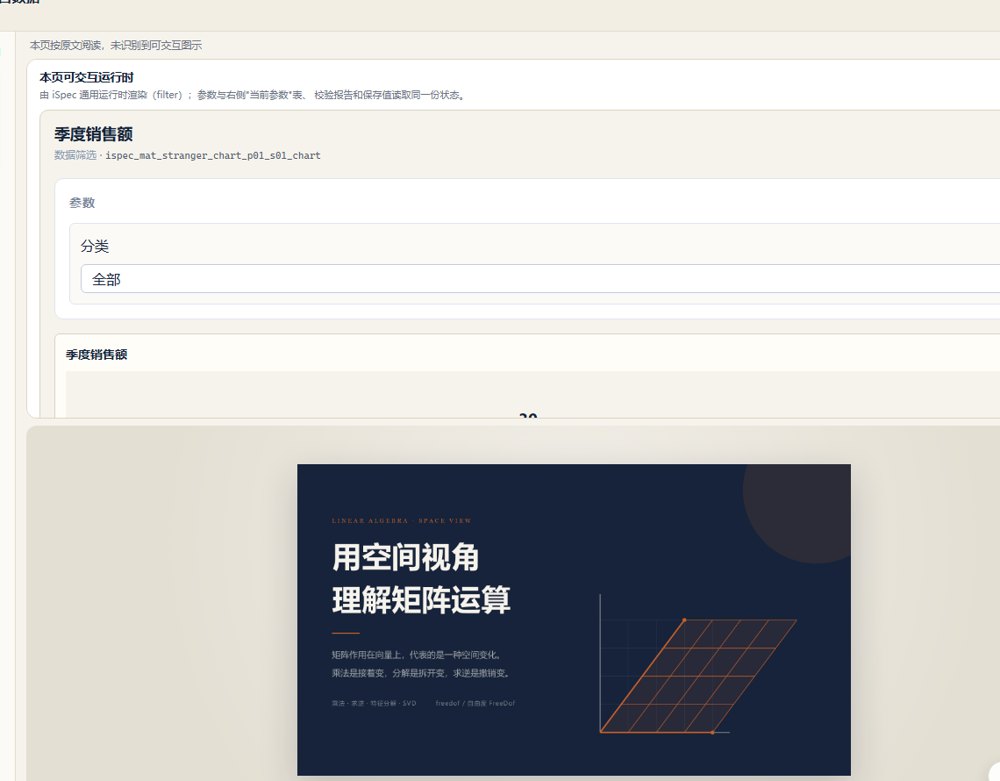 本页按原文阅读，未识别到可交互图示
本页可交互运行时
由 iSpec 通用运行时渲染（filter）；参数与右侧"当前参数"表、 校验报告和保存值读取同一份状态。
季度销售额
数据筛选 · ispec_mat_stranger_chart_p01_s01_chart
参数
分类
全部
季度销售额
LINEAR ALGEBRA · SPACE VIEW
用空间视角
理解矩阵运算
矩阵作用在向量上，代表的是一种空间变化。
乘法是接着变，分解是拆开变，求逆是撤销变。
乘法 · 求逆 · 特征分解 · SVD freedof / 自由度 FreeDof